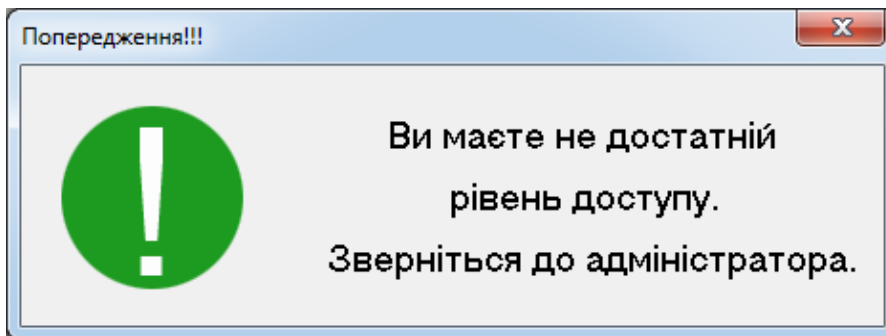 Попередження!!!
Ви маєте не достатній
рівень доступу.
Зверніться до адміністратора.